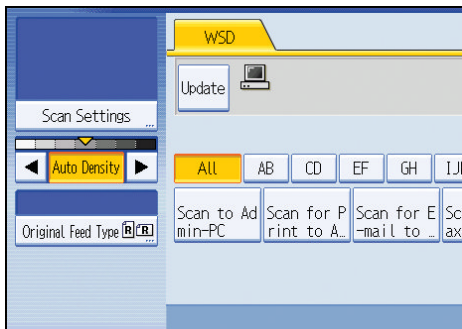 WSD
Update
Scan Settings
Auto Density
All AB CD EF GH IJ
Original Feed Type R R
Scan to Ad
min-PC
Scan for P
rint to A...
Scan for E
-mail to ...
Sc
ax